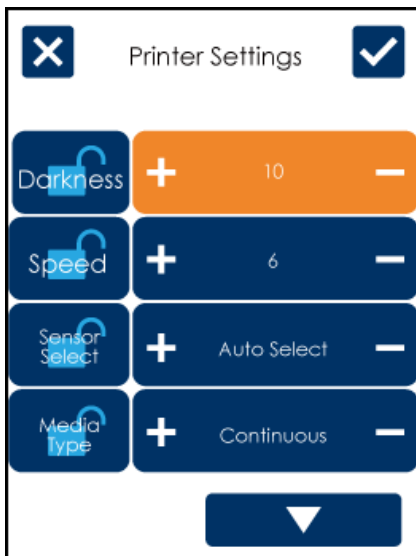 Printer Settings
Darkness
10
Speed
6
Sensor
Select
Auto Select
Media
Type
Continuous